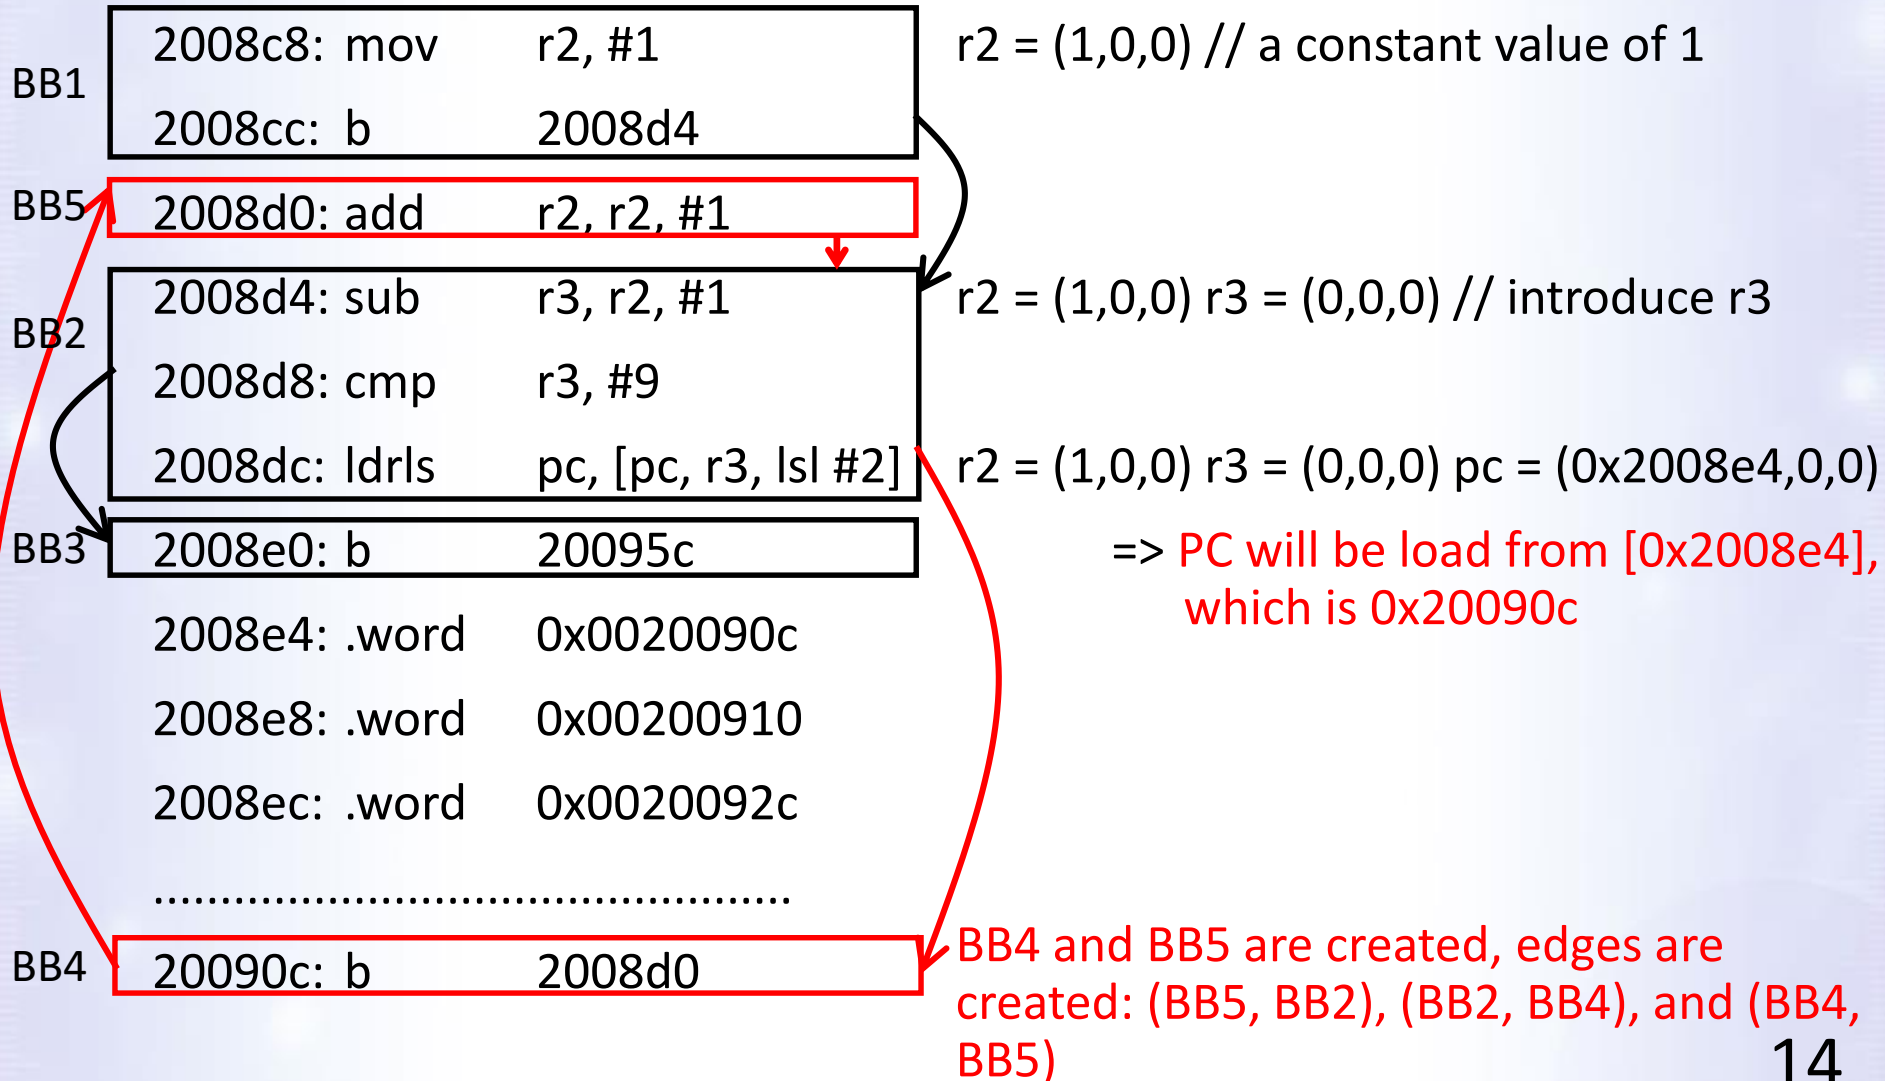 2008c8: mov r2, #1 r2 = (1,0,0) // a constant value of 1
BB1
2008cc: b 2008d4
BB5 2008d0: add r2, r2, #1
2008d4: sub r3, r2, #1 r2 = (1,0,0) r3 = (0,0,0) // introduce r3
BB2
2008d8: cmp r3, #9
2008dc: ldrls pc, [pc, r3, lsl #2] r2 = (1,0,0) r3 = (0,0,0) pc = (0x2008e4,0,0)
BB3 2008e0: b 20095c => PC will be load from [0x2008e4],
which is 0x20090c
2008e4: .word 0x0020090c
2008e8: .word 0x00200910
2008ec: .word 0x0020092c
................................................
BB4 20090c: b 2008d0
BB4 and BB5 are created, edges are
created: (BB5, BB2), (BB2, BB4), and (BB4,
BB5)
14